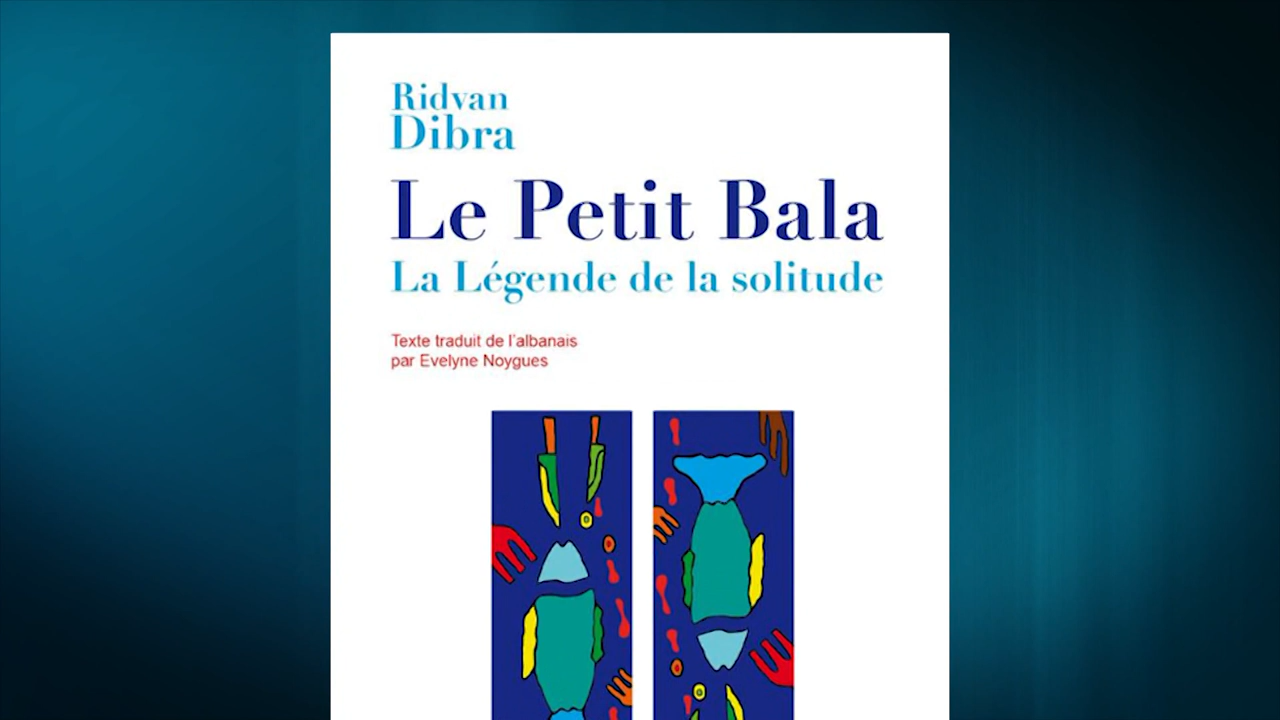 Ridvan
Dibra
Le Petit Bala
La Légende de la solitude
Texte traduit de l'albanais
par Evelyne Noygues